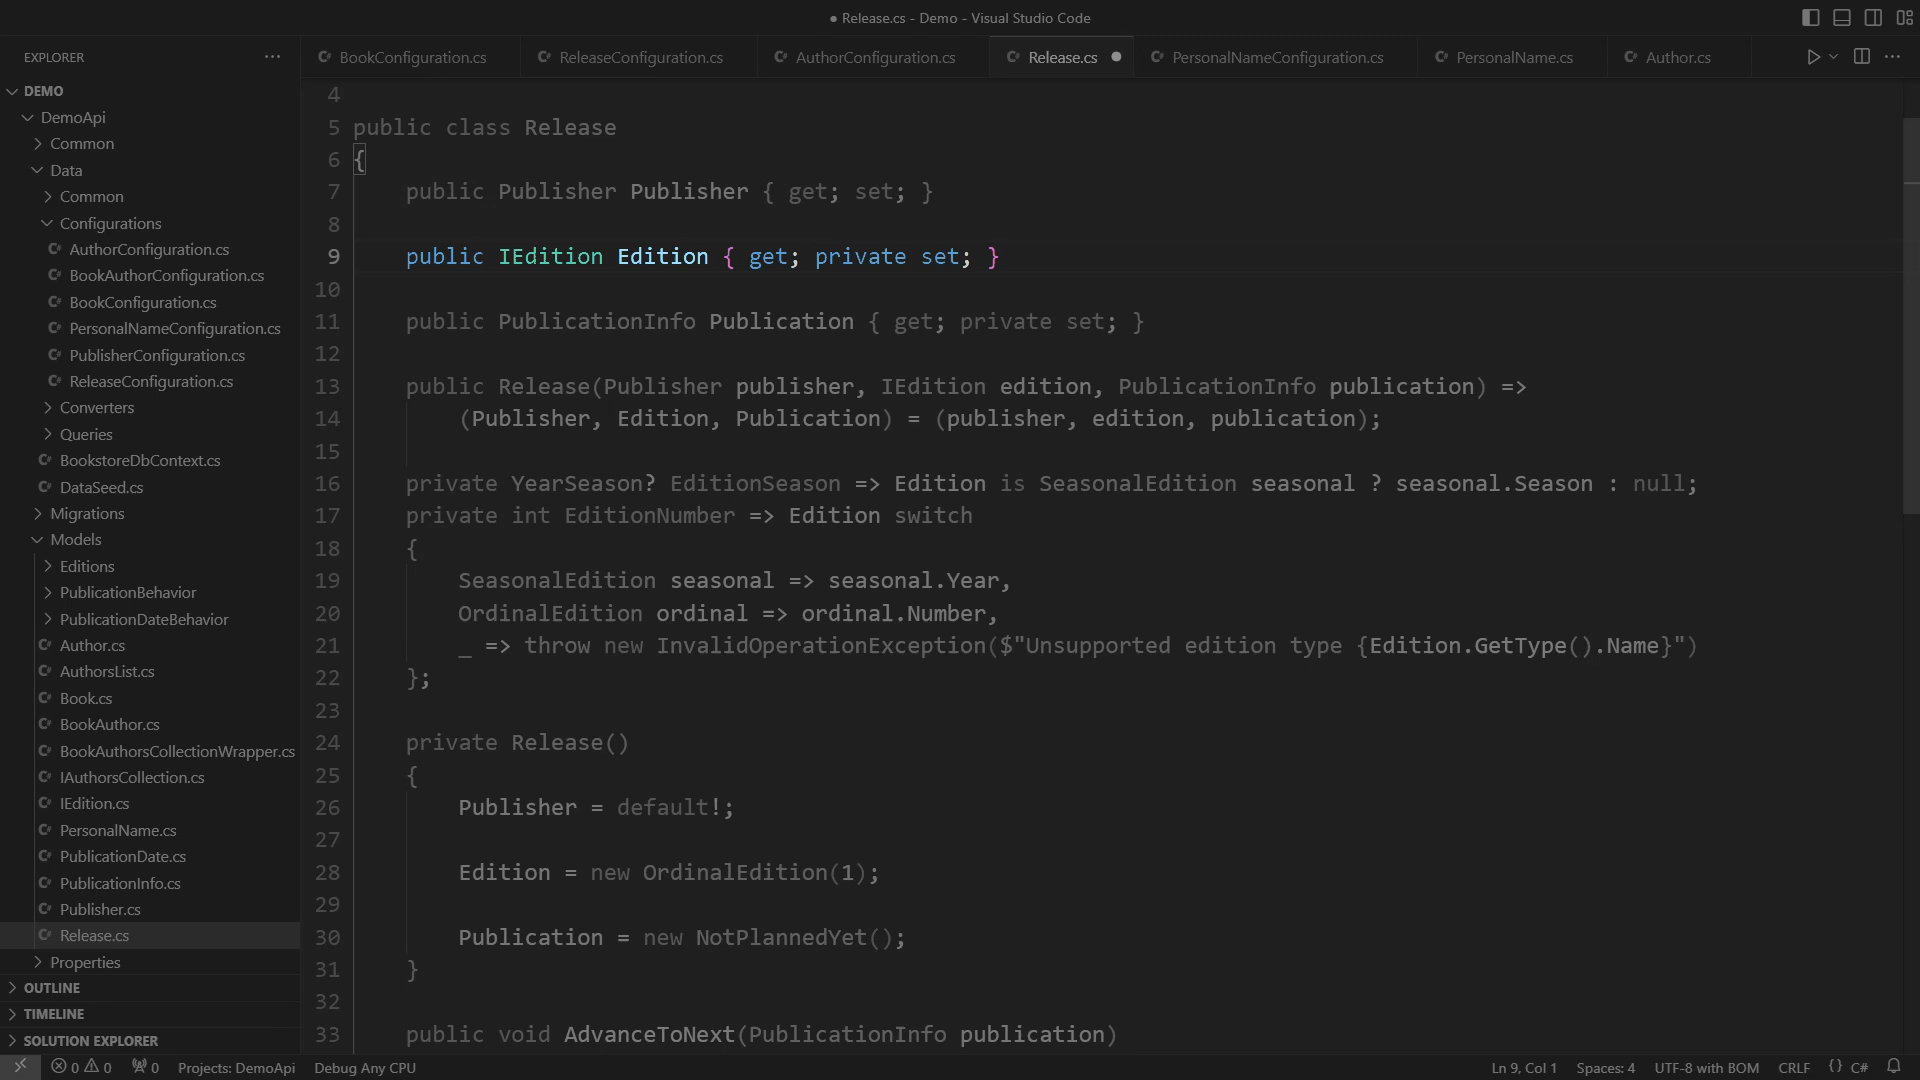 ● Release.cs - Demo - Visual Studio Code
EXPLORER
BookConfiguration.cs
ReleaseConfiguration.cs
AuthorConfiguration.cs
Release.cs ●
PersonalNameConfiguration.cs
PersonalName.cs
Author.cs
DEMO
DemoApi
Common
Data
Common
Configurations
AuthorConfiguration.cs
BookAuthorConfiguration.cs
BookConfiguration.cs
PersonalNameConfiguration.cs
PublisherConfiguration.cs
ReleaseConfiguration.cs
Converters
Queries
BookstoreDbContext.cs
DataSeed.cs
Migrations
Models
Editions
PublicationBehavior
PublicationDateBehavior
Author.cs
AuthorsList.cs
Book.cs
BookAuthor.cs
BookAuthorsCollectionWrapper.cs
IAuthorsCollection.cs
IEdition.cs
PersonalName.cs
PublicationDate.cs
PublicationInfo.cs
Publisher.cs
Release.cs
Properties
OUTLINE
TIMELINE
SOLUTION EXPLORER
4
5 public class Release
6 {
7 public Publisher Publisher { get; set; }
8
9 public IEdition Edition { get; private set; }
10
11 public PublicationInfo Publication { get; private set; }
12
13 public Release(Publisher publisher, IEdition edition, PublicationInfo publication) =>
14 (Publisher, Edition, Publication) = (publisher, edition, publication);
15
16 private YearSeason? EditionSeason => Edition is SeasonalEdition seasonal ? seasonal.Season : null;
17 private int EditionNumber => Edition switch
18 {
19 SeasonalEdition seasonal => seasonal.Year,
20 OrdinalEdition ordinal => ordinal.Number,
21 _ => throw new InvalidOperationException($"Unsupported edition type {Edition.GetType().Name}")
22 };
23
24 private Release()
25 {
26 Publisher = default!;
27
28 Edition = new OrdinalEdition(1);
29
30 Publication = new NotPlannedYet();
31 }
32
33 public void AdvanceToNext(PublicationInfo publication)
0 0 0 Projects: DemoApi Debug Any CPU Ln 9, Col 1 Spaces: 4 UTF-8 with BOM CRLF {} C#